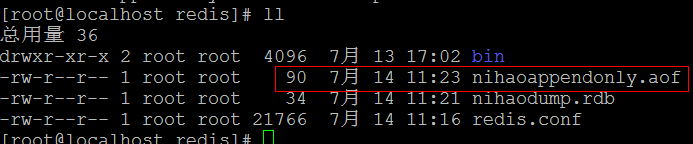 [root@localhost redis]# ll
总用量 36
drwxr-xr-x 2 root root  4096  7月 13 17:02 bin
-rw-r--r-- 1 root root    90  7月 14 11:23 nihaoappendonly.aof
-rw-r--r-- 1 root root    34  7月 14 11:21 nihaodump.rdb
-rw-r--r-- 1 root root 21766  7月 14 11:16 redis.conf
[root@localhost redis]#